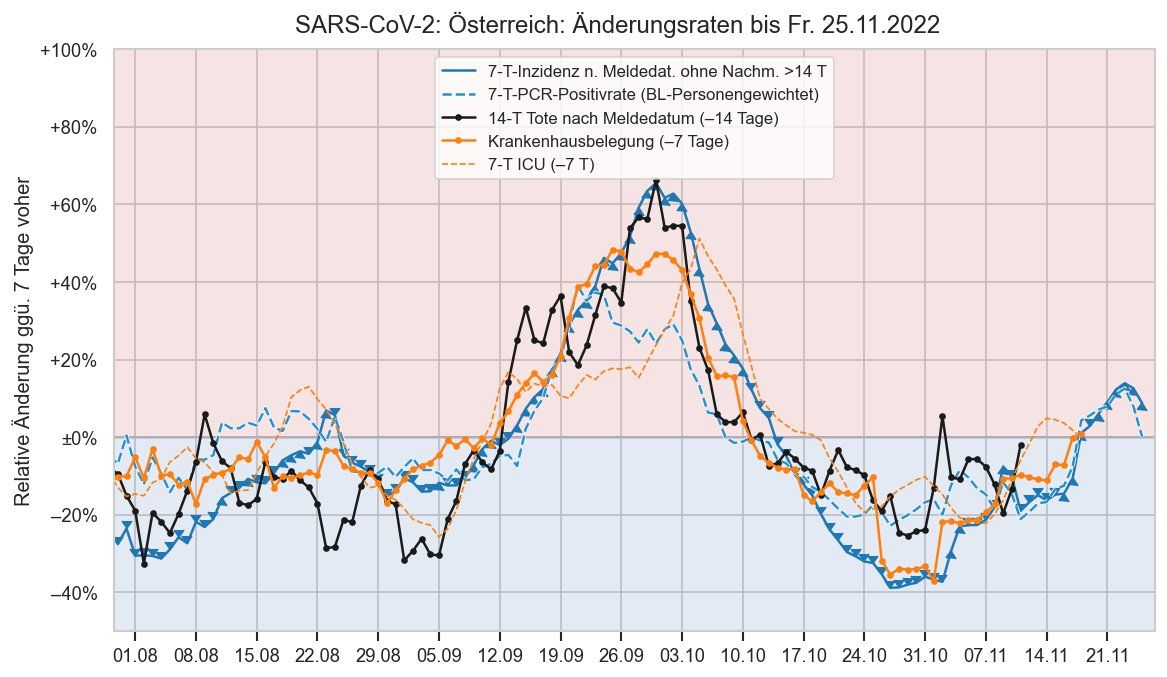 SARS-CoV-2: Österreich: Änderungsraten bis Fr. 25.11.2022
+100%
+80%
+60%
+40%
+20%
±0%
–20%
–40%
Relative Änderung ggü. 7 Tage voher
7-T-Inzidenz n. Meldedat. ohne Nachm. >14 T
7-T-PCR-Positivrate (BL-Personengewichtet)
14-T Tote nach Meldedatum (–14 Tage)
Krankenhausbelegung (–7 Tage)
7-T ICU (–7 T)
01.08 08.08 15.08 22.08 29.08 05.09 12.09 19.09 26.09 03.10 10.10 17.10 24.10 31.10 07.11 14.11 21.11